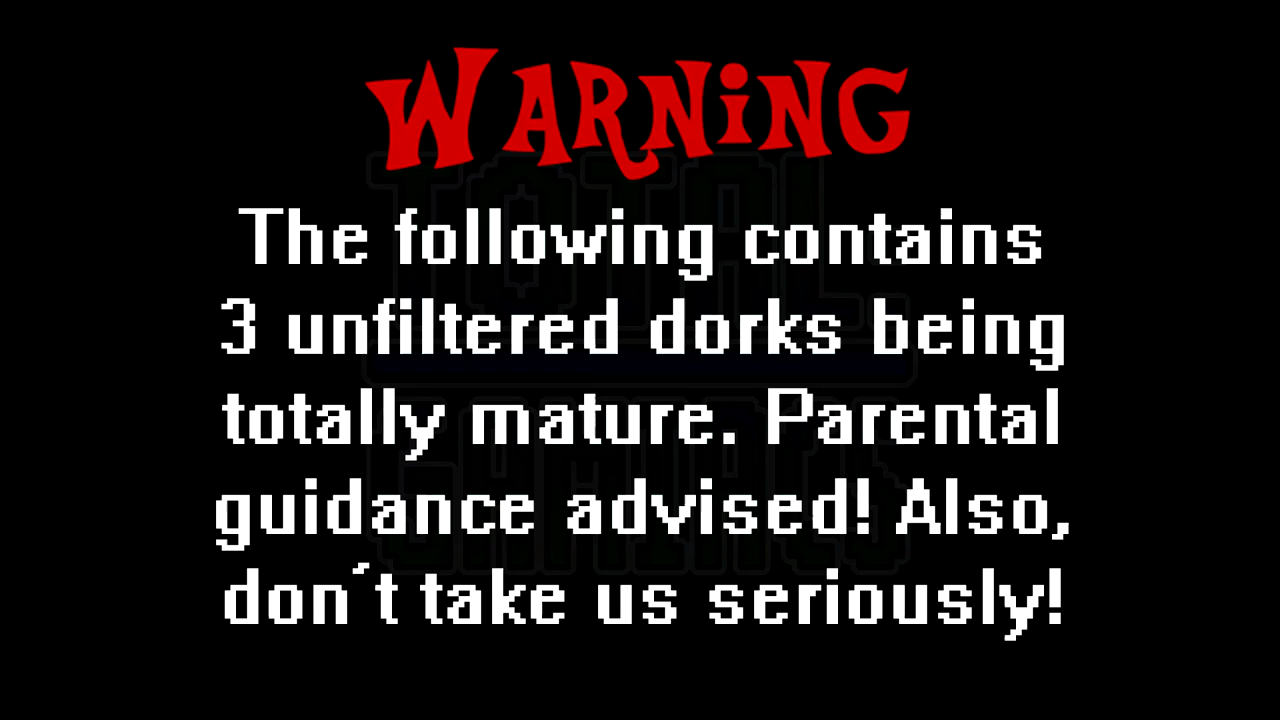 WARNiNG
The following contains
3 unfiltered dorks being
totally mature. Parental
guidance advised! Also,
don´t take us seriously!